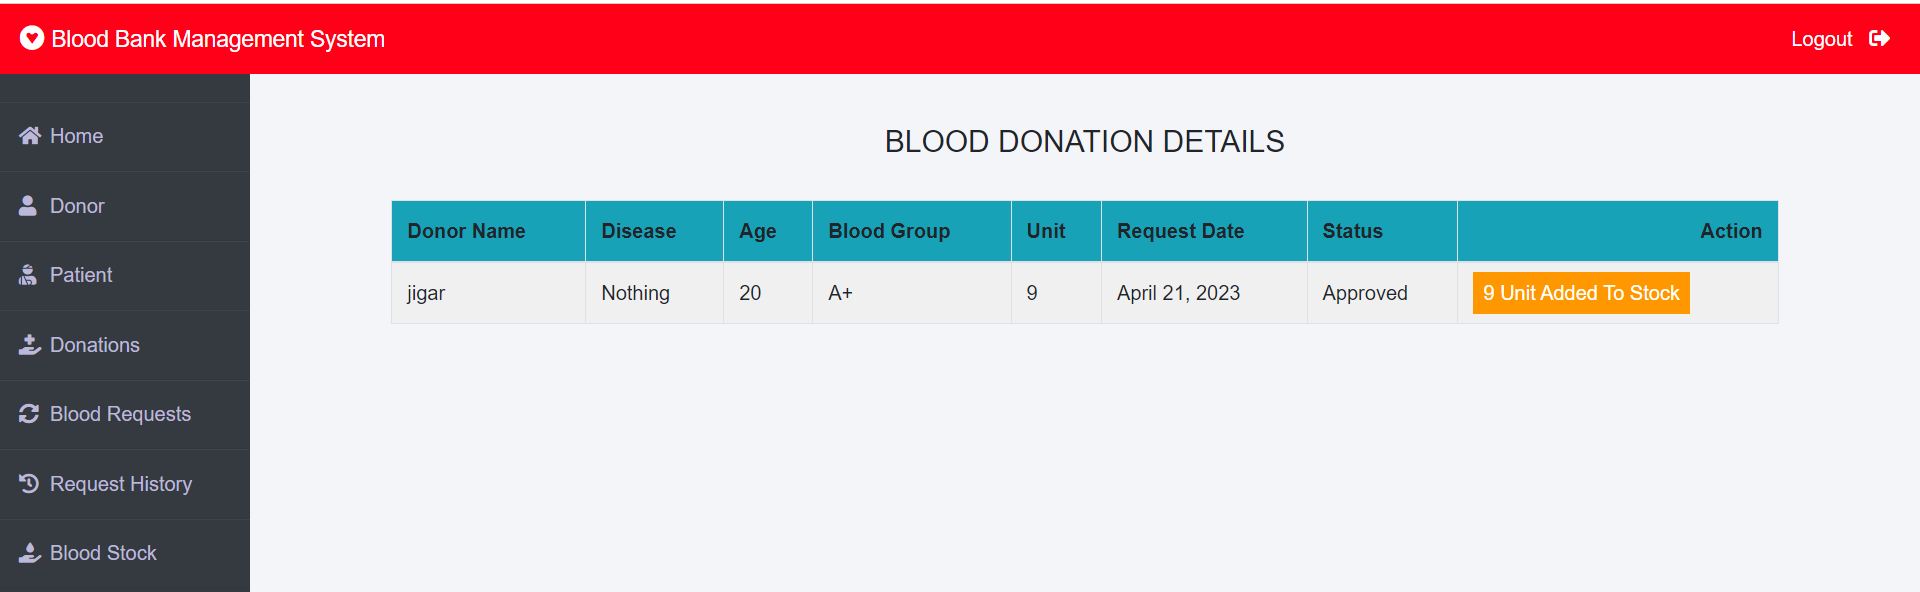 Blood Bank Management System
Logout
Home
Donor
Patient
Donations
Blood Requests
Request History
Blood Stock
BLOOD DONATION DETAILS
Donor Name Disease Age Blood Group Unit Request Date Status Action
jigar Nothing 20 A+ 9 April 21, 2023 Approved 9 Unit Added To Stock